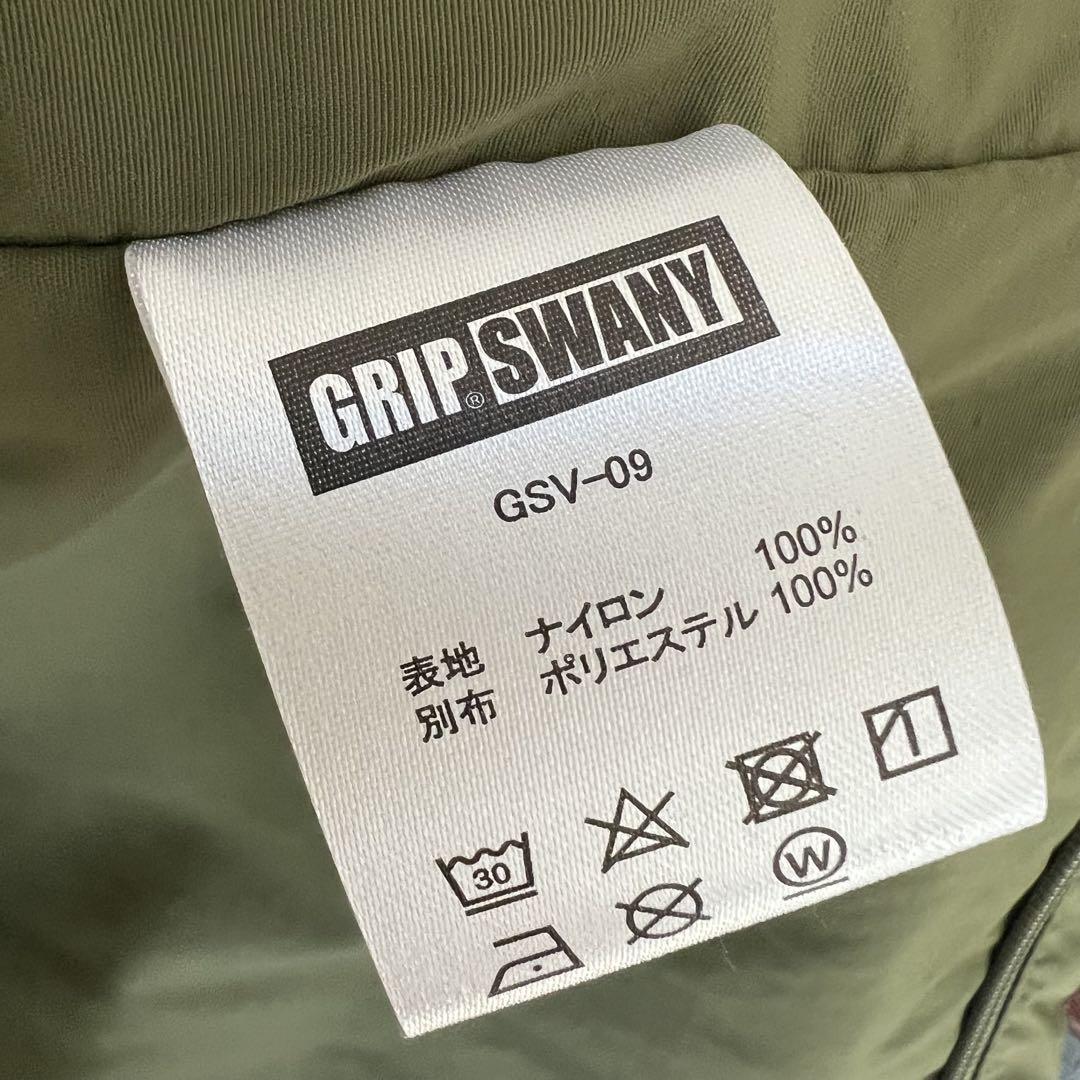 GRIP® SWANY
GSV-09
表地 ナイロン 100%
別布 ポリエステル 100%
30
W